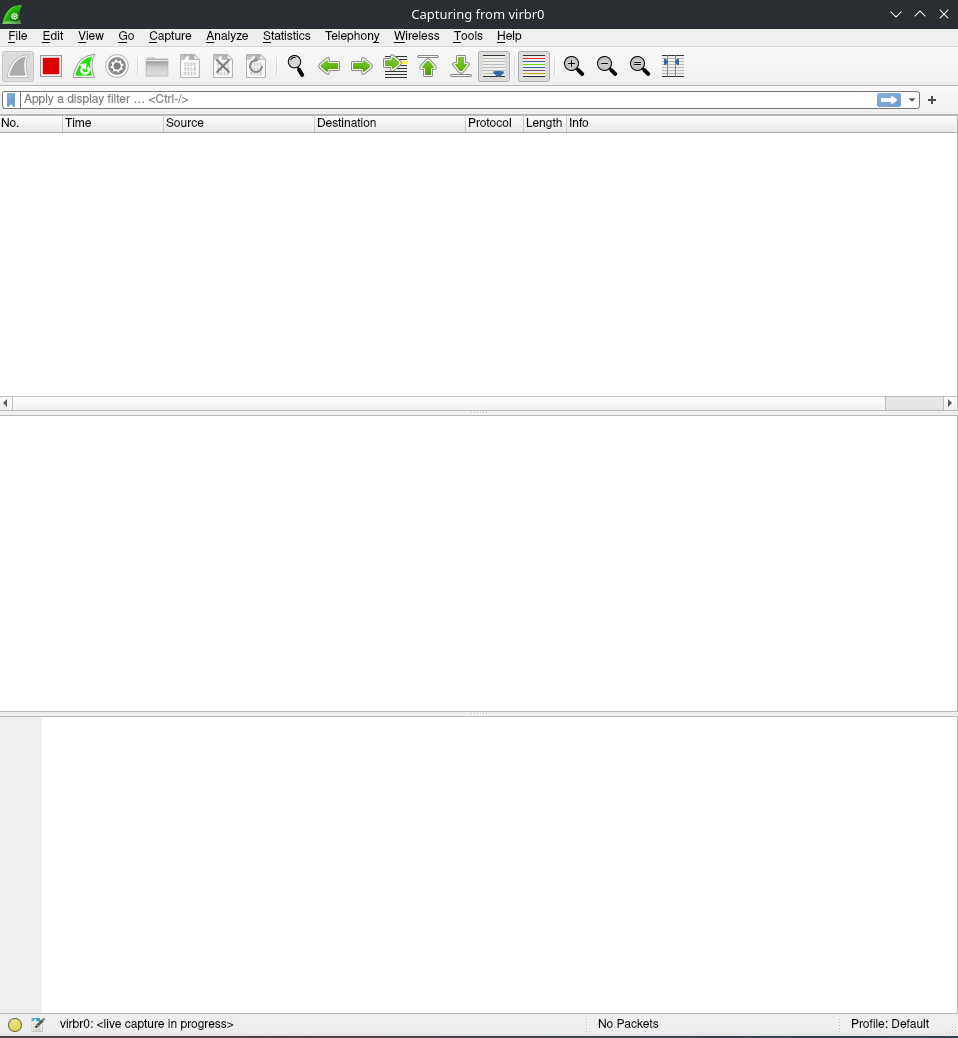 Capturing from virbr0
File Edit View Go Capture Analyze Statistics Telephony Wireless Tools Help
Apply a display filter … <Ctrl-/>
No. Time Source Destination Protocol Length Info
virbr0: <live capture in progress> No Packets Profile: Default